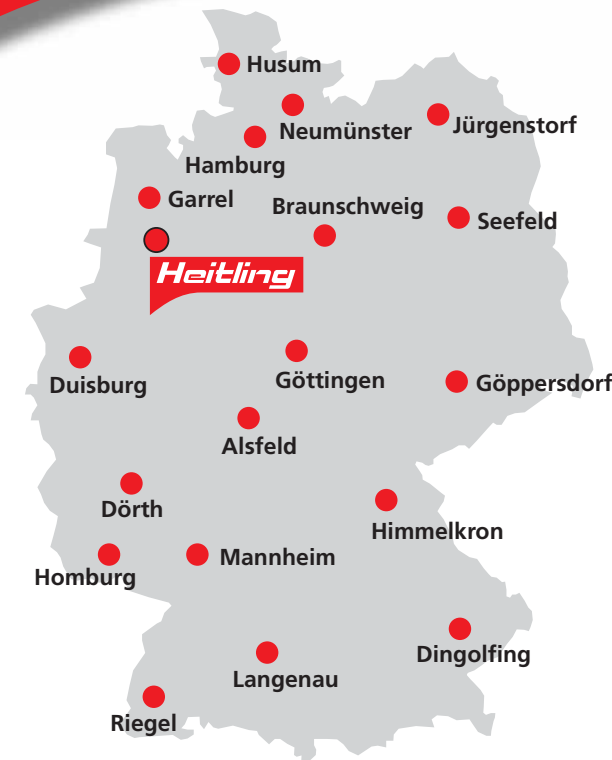 Husum
Neumünster
Jürgenstorf
Hamburg
Garrel
Braunschweig
Seefeld
Heitling
Duisburg
Göttingen
Göppersdorf
Alsfeld
Dörth
Himmelkron
Mannheim
Homburg
Dingolfing
Langenau
Riegel